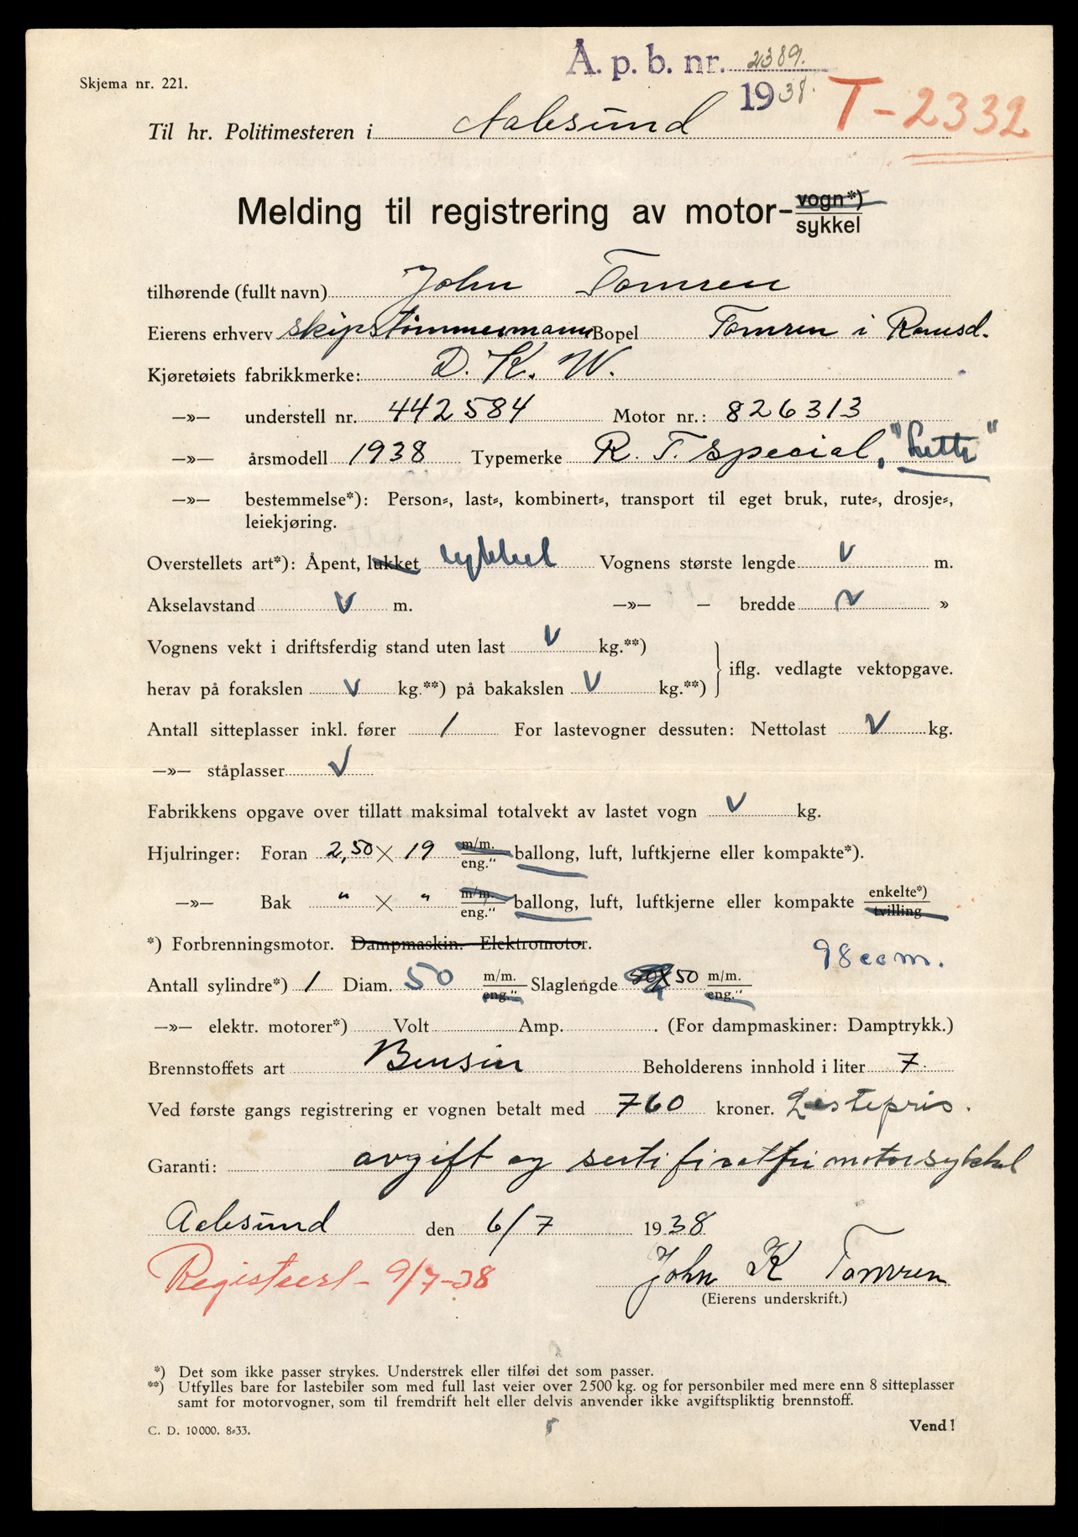 Skjema nr. 221.
Å. p. b. nr. 2389.
1938.
T-2332
Til hr. Politimesteren i Aalesund
Melding til registrering av motor-vogn*) sykkel
tilhørende (fullt navn) John Tomren
Eierens erhverv skipstømmermann Bopel Tomren i Romsd.
Kjøretøiets fabrikkmerke: D. K. W.
—»— understell nr. 442584 Motor nr.: 826313
—»— årsmodell 1938 Typemerke R. T. special, "Lett"
—»— bestemmelse*): Person-, last-, kombinert-, transport til eget bruk, rute-, drosje-,
leiekjøring.
Overstellets art*): Åpent, lukket sykkel Vognens største lengde v m.
Akselavstand v m. —»— — bredde v »
Vognens vekt i driftsferdig stand uten last v kg.**)
herav på forakslen v kg.**) på bakakslen v kg.**) iflg. vedlagte vektopgave.
Antall sitteplasser inkl. fører 1 For lastevogner dessuten: Nettolast v kg.
—»— ståplasser v
Fabrikkens opgave over tillatt maksimal totalvekt av lastet vogn v kg.
Hjulringer: Foran 2,50 × 19 m/m. eng." ballong, luft, luftkjerne eller kompakte*).
—»— Bak " × " m/m. eng." ballong, luft, luftkjerne eller kompakte enkelte*) tvilling
*) Forbrenningsmotor. Dampmaskin. Elektromotor. 98 ccm.
Antall sylindre*) 1 Diam. 50 m/m. eng." Slaglengde 50 m/m. eng."
—»— elektr. motorer*) Volt Amp. . (For dampmaskiner: Damptrykk.)
Brennstoffets art Bensin Beholderens innhold i liter 7.
Ved første gangs registrering er vognen betalt med 760 kroner. Listepris.
Garanti: avgift og sertifikatfri motorsykkel
Aalesund den 6/7 1938
Registrert - 9/7-38
John K Tomren
(Eierens underskrift.)
*) Det som ikke passer strykes. Understrek eller tilføi det som passer.
**) Utfylles bare for lastebiler som med full last veier over 2500 kg. og for personbiler med mere enn 8 sitteplasser
samt for motorvogner, som til fremdrift helt eller delvis anvender ikke avgiftspliktig brennstoff.
C. D. 10000. 8-33.
Vend!